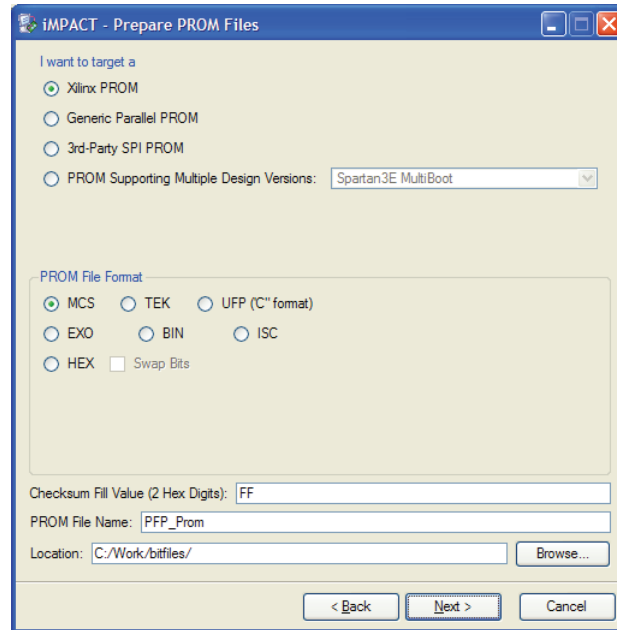 iMPACT - Prepare PROM Files
I want to target a
Xilinx PROM
Generic Parallel PROM
3rd-Party SPI PROM
PROM Supporting Multiple Design Versions: Spartan3E MultiBoot
PROM File Format
MCS TEK UFP ('C" format)
EXO BIN ISC
HEX Swap Bits
Checksum Fill Value (2 Hex Digits): FF
PROM File Name: PFP_Prom
Location: C:/Work/bitfiles/ Browse...
< Back Next > Cancel